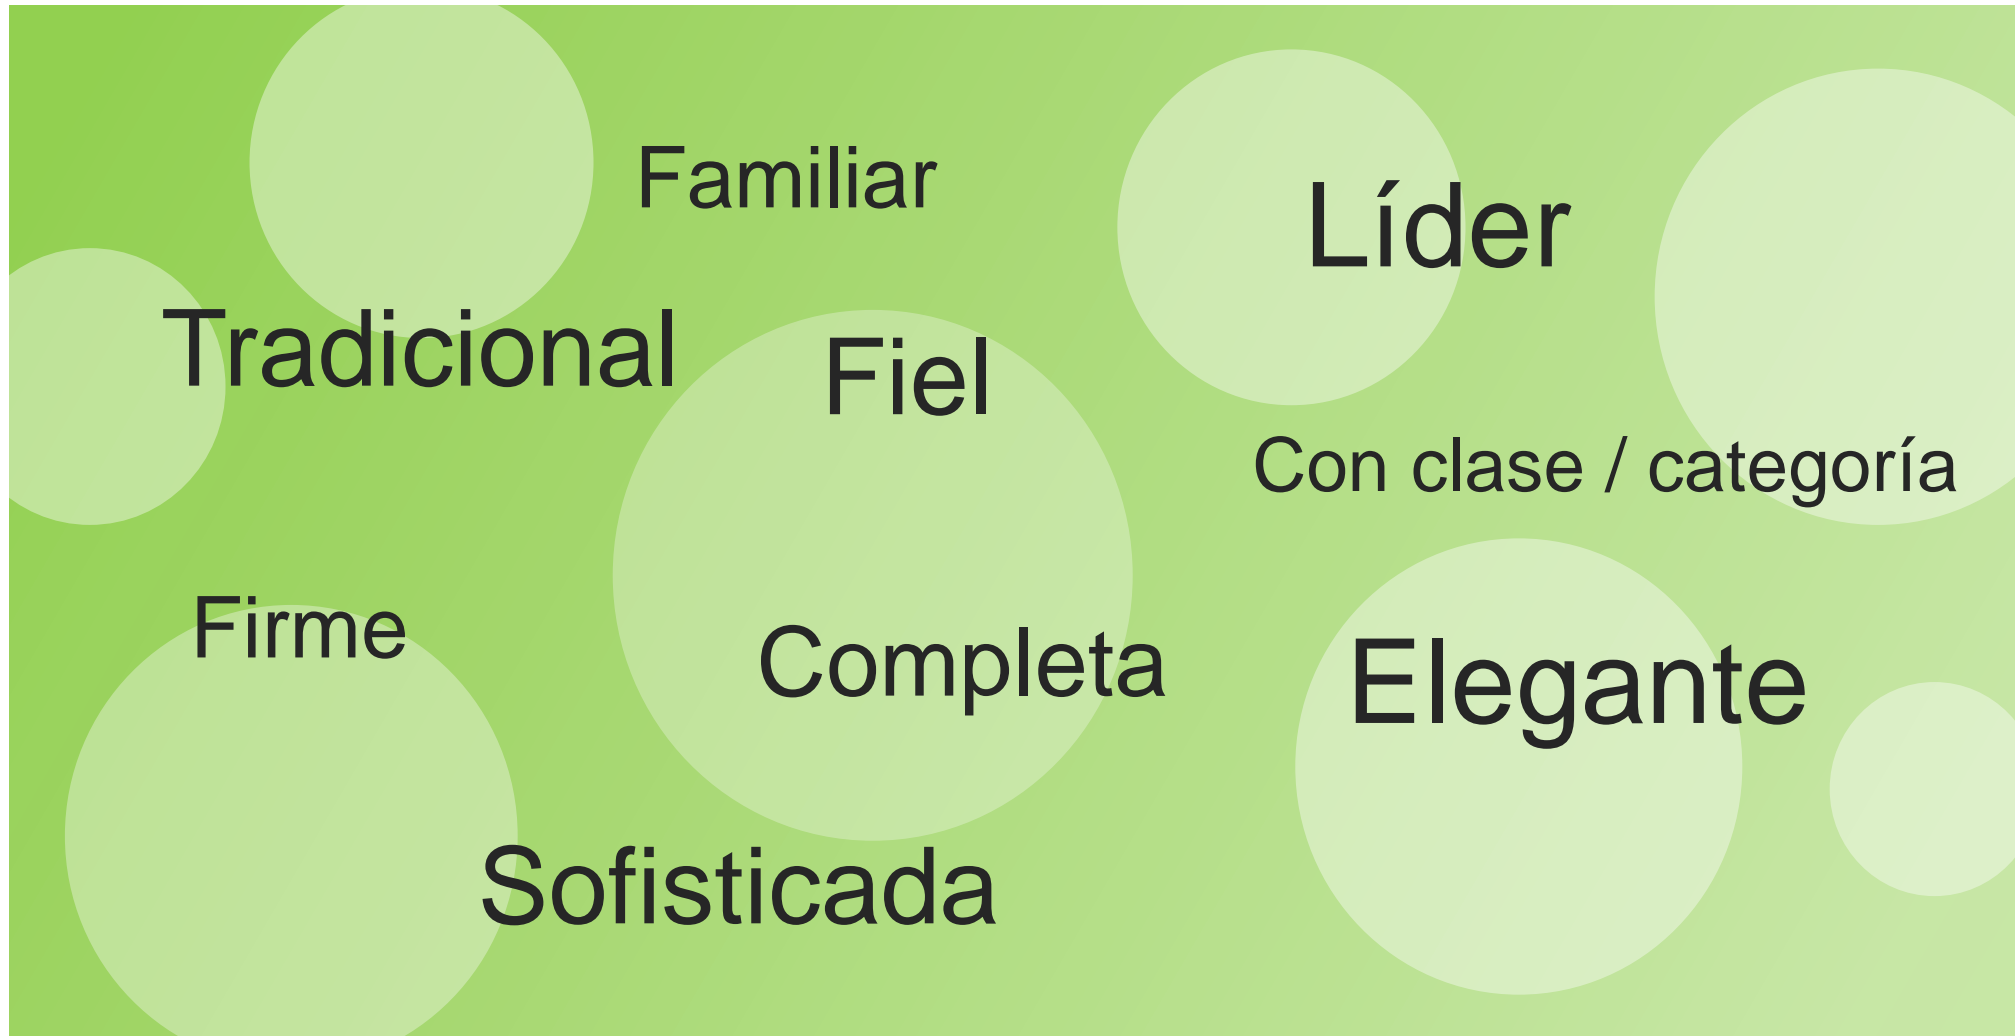 Familiar
Líder
Tradicional
Fiel
Con clase / categoría
Firme
Completa
Elegante
Sofisticada